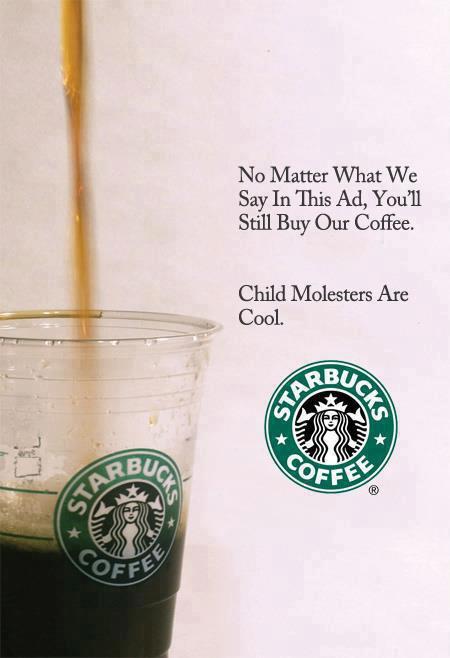 No Matter What We
Say In This Ad, You'll
Still Buy Our Coffee.
Child Molesters Are
Cool.
STARBUCKS
COFFEE
®
STARBUCKS
COFFEE